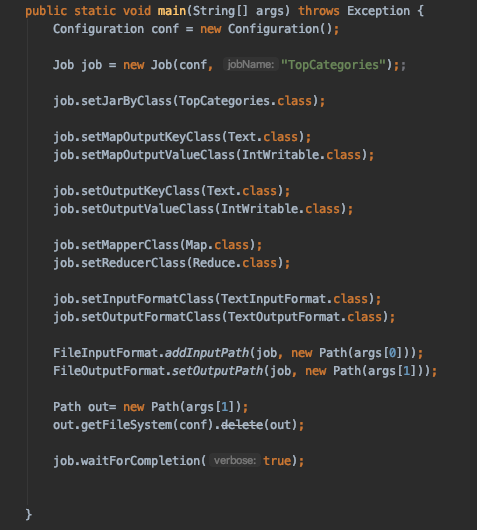 public static void main(String[] args) throws Exception {
Configuration conf = new Configuration();
Job job = new Job(conf, jobName: "TopCategories");;
job.setJarByClass(TopCategories.class);
job.setMapOutputKeyClass(Text.class);
job.setMapOutputValueClass(IntWritable.class);
job.setOutputKeyClass(Text.class);
job.setOutputValueClass(IntWritable.class);
job.setMapperClass(Map.class);
job.setReducerClass(Reduce.class);
job.setInputFormatClass(TextInputFormat.class);
job.setOutputFormatClass(TextOutputFormat.class);
FileInputFormat.addInputPath(job, new Path(args[0]));
FileOutputFormat.setOutputPath(job, new Path(args[1]));
Path out= new Path(args[1]);
out.getFileSystem(conf).delete(out);
job.waitForCompletion( verbose: true);
}